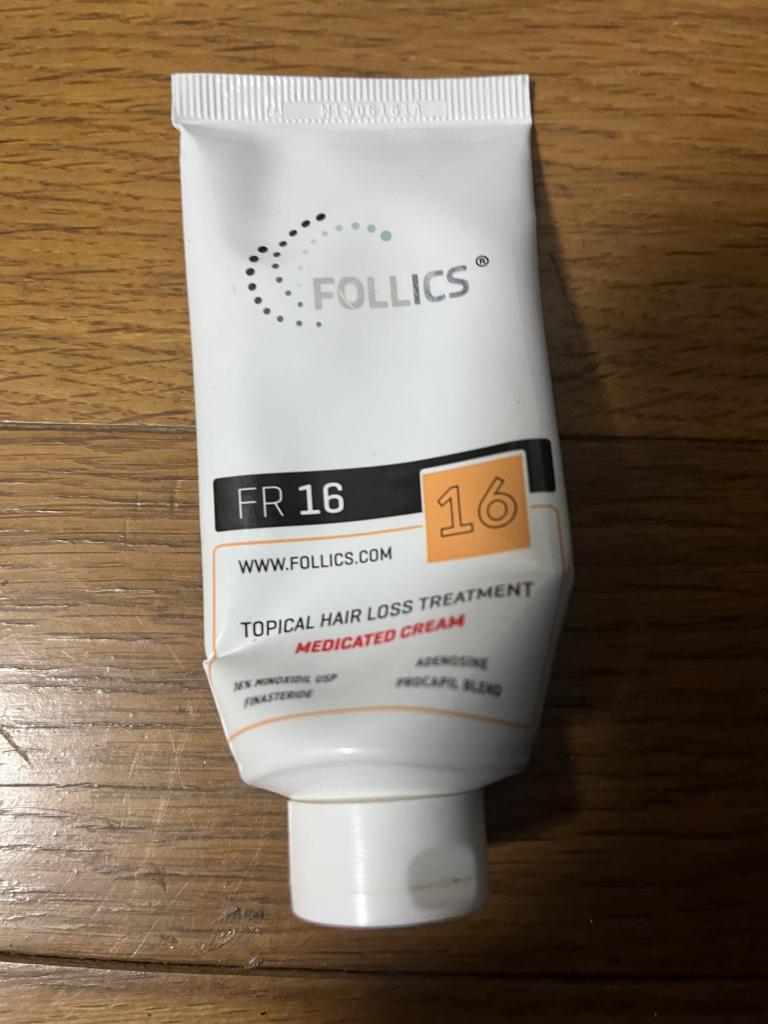 N1506161A
FOLLICS®
FR 16
16
WWW.FOLLICS.COM
TOPICAL HAIR LOSS TREATMENT
MEDICATED CREAM
16% MINOXIDIL USP
FINASTERIDE
ADENOSINE
PROCAPIL BLEND